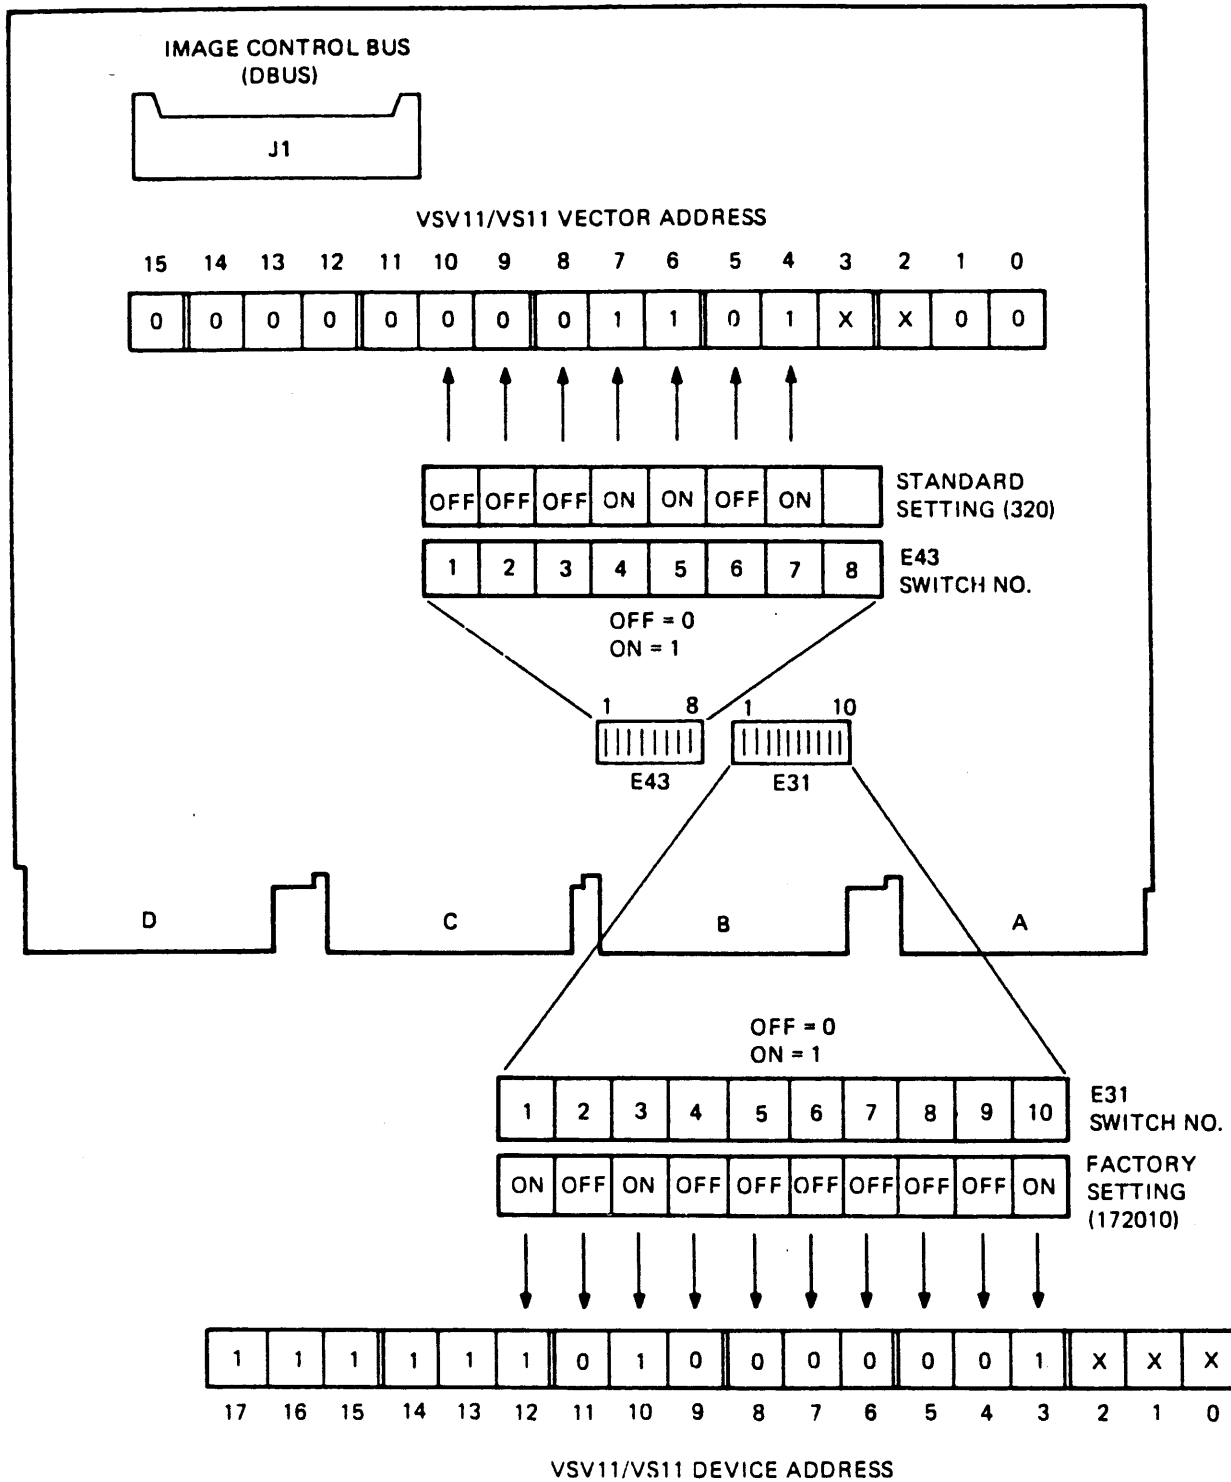 IMAGE CONTROL BUS
(DBUS)
J1
VSV11/VS11 VECTOR ADDRESS
15 14 13 12 11 10 9 8 7 6 5 4 3 2 1 0
0 0 0 0 0 0 0 0 1 1 0 1 X X 0 0
OFF OFF OFF ON ON OFF ON
STANDARD
SETTING (320)
1 2 3 4 5 6 7 8
E43
SWITCH NO.
OFF = 0
ON = 1
1 8 1 10
E43 E31
D C B A
OFF = 0
ON = 1
1 2 3 4 5 6 7 8 9 10
E31
SWITCH NO.
ON OFF ON OFF OFF OFF OFF OFF OFF ON
FACTORY
SETTING
(172010)
1 1 1 1 1 1 0 1 0 0 0 0 0 0 1 X X X
17 16 15 14 13 12 11 10 9 8 7 6 5 4 3 2 1 0
VSV11/VS11 DEVICE ADDRESS